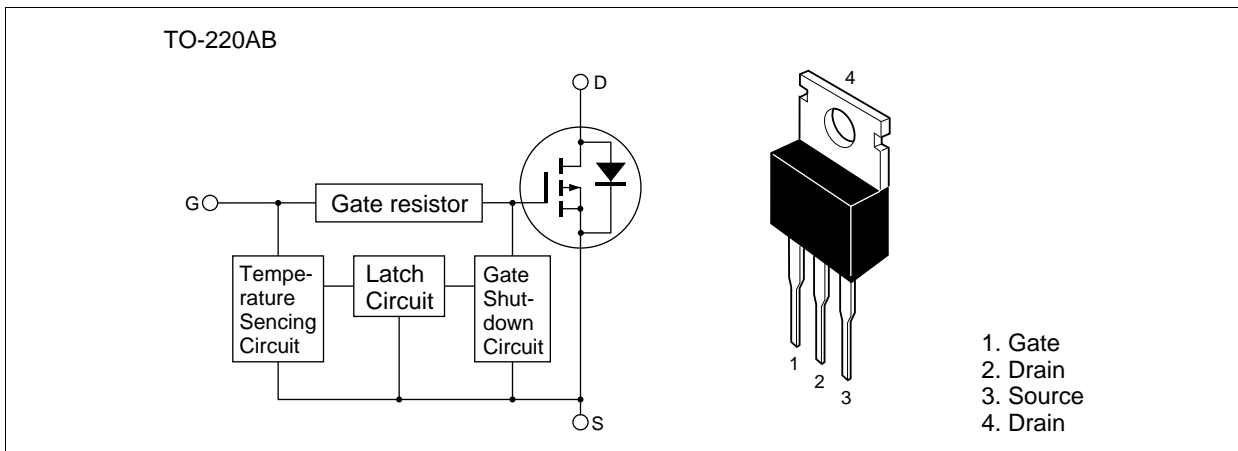 TO-220AB
D
G
Gate resistor
Tempe-
rature
Sencing
Circuit
Latch
Circuit
Gate
Shut-
down
Circuit
S
4
1
2
3
1. Gate
2. Drain
3. Source
4. Drain